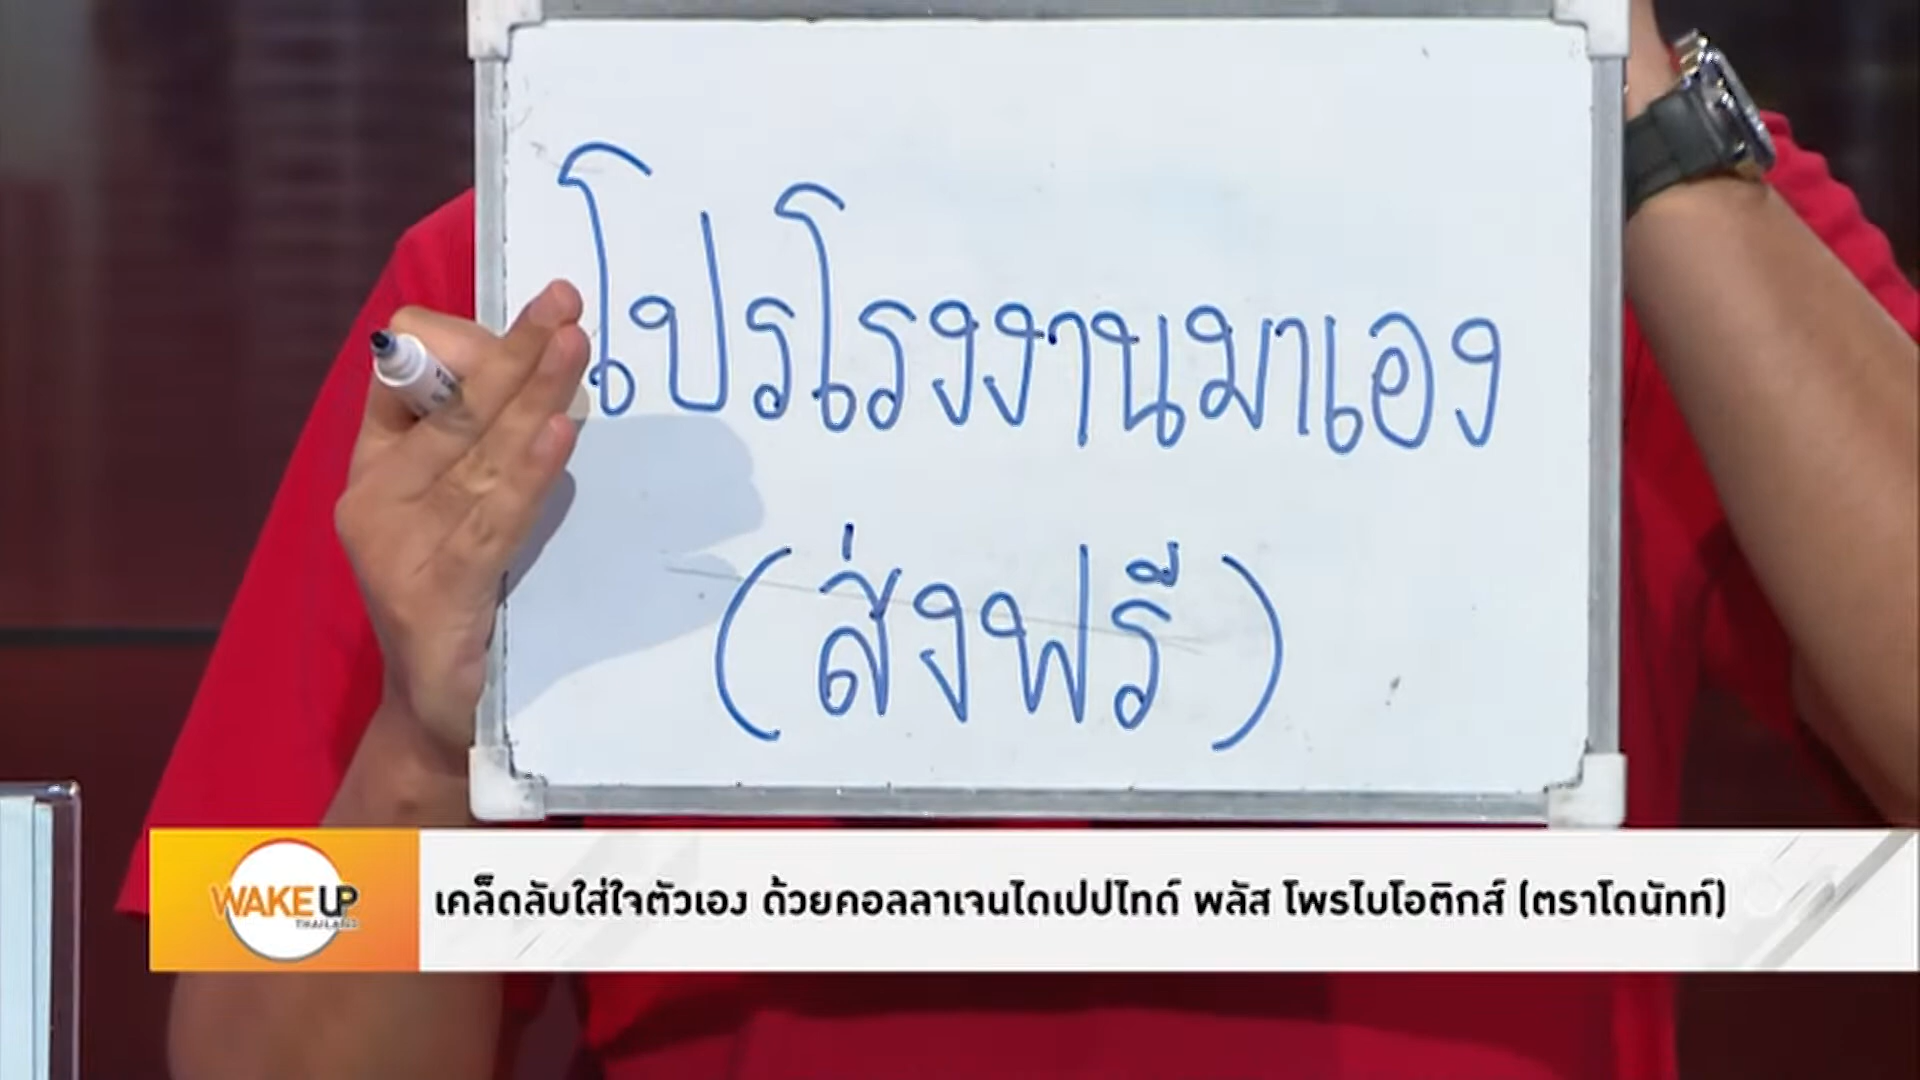 โปรโรงงานมาเอง
(ส่งฟรี)
WAKE UP
THAILAND
เคล็ดลับใส่ใจตัวเอง ด้วยคอลลาเจนไดเปปไทด์ พลัส โพรไบโอติกส์ (ตราโดนัทท์)